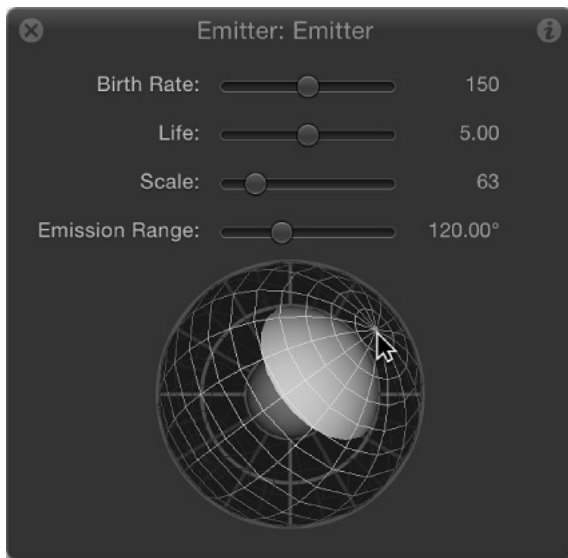 Emitter: Emitter
Birth Rate: 150
Life: 5.00
Scale: 63
Emission Range: 120.00°